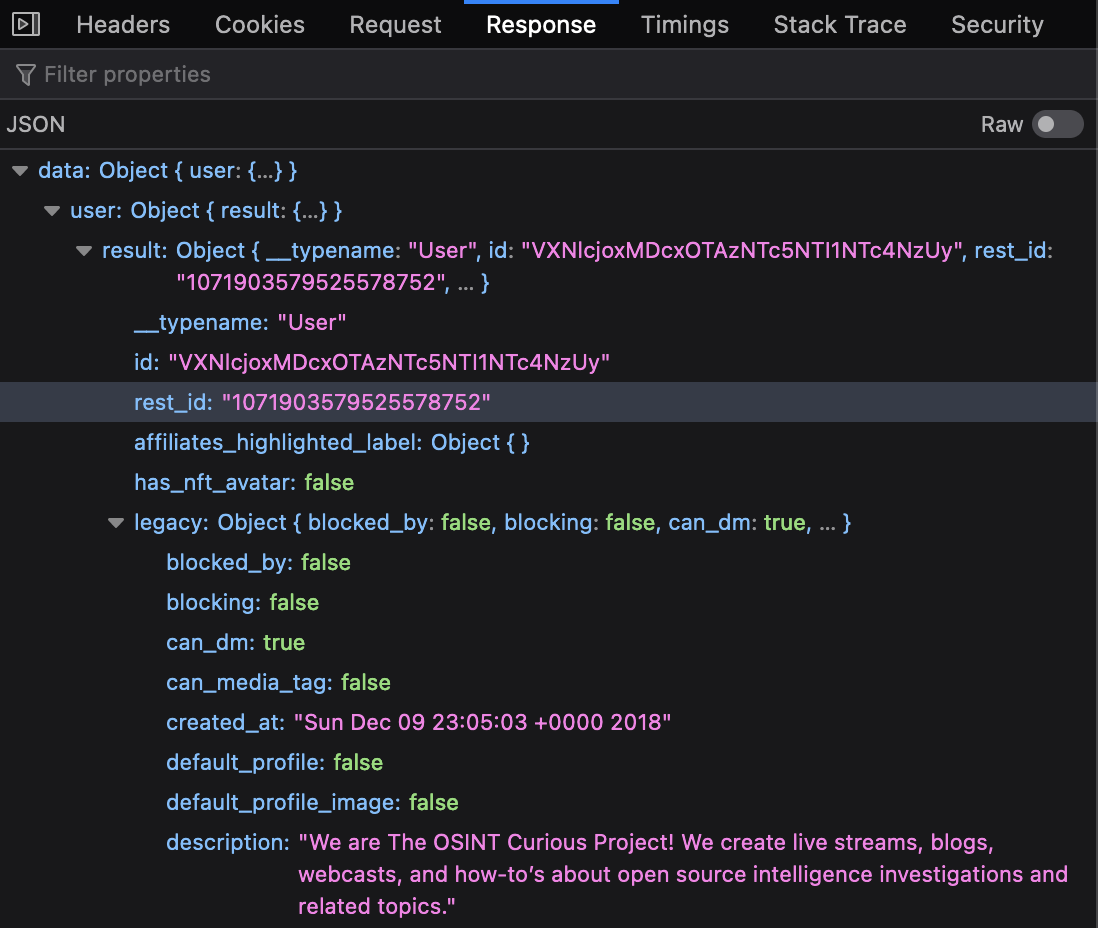 Headers Cookies Request Response Timings Stack Trace Security
Filter properties
JSON Raw
data: Object { user: {…} }
user: Object { result: {…} }
result: Object { __typename: "User", id: "VXNlcjoxMDcxOTAzNTc5NTI1NTc4NzUy", rest_id:
"1071903579525578752", … }
__typename: "User"
id: "VXNlcjoxMDcxOTAzNTc5NTI1NTc4NzUy"
rest_id: "1071903579525578752"
affiliates_highlighted_label: Object { }
has_nft_avatar: false
legacy: Object { blocked_by: false, blocking: false, can_dm: true, … }
blocked_by: false
blocking: false
can_dm: true
can_media_tag: false
created_at: "Sun Dec 09 23:05:03 +0000 2018"
default_profile: false
default_profile_image: false
description: "We are The OSINT Curious Project! We create live streams, blogs,
webcasts, and how-to’s about open source intelligence investigations and
related topics."